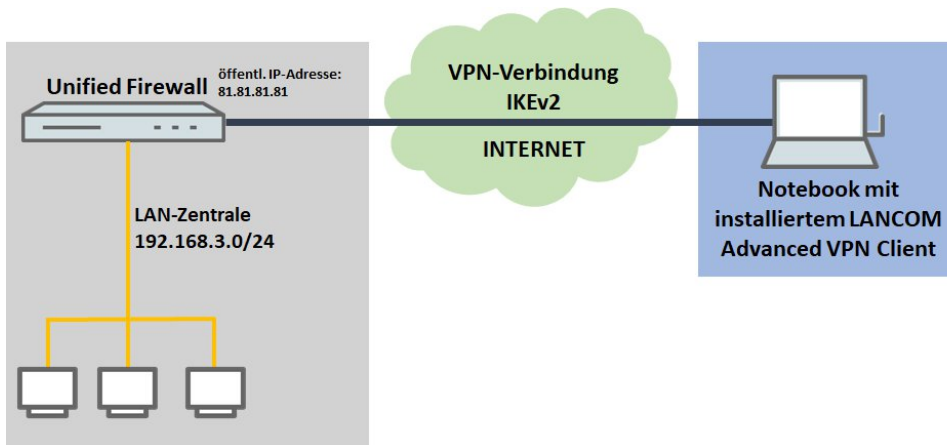 Unified Firewall
öffentl. IP-Adresse:
81.81.81.81
VPN-Verbindung
IKEv2
INTERNET
LAN-Zentrale
192.168.3.0/24
Notebook mit
installiertem LANCOM
Advanced VPN Client